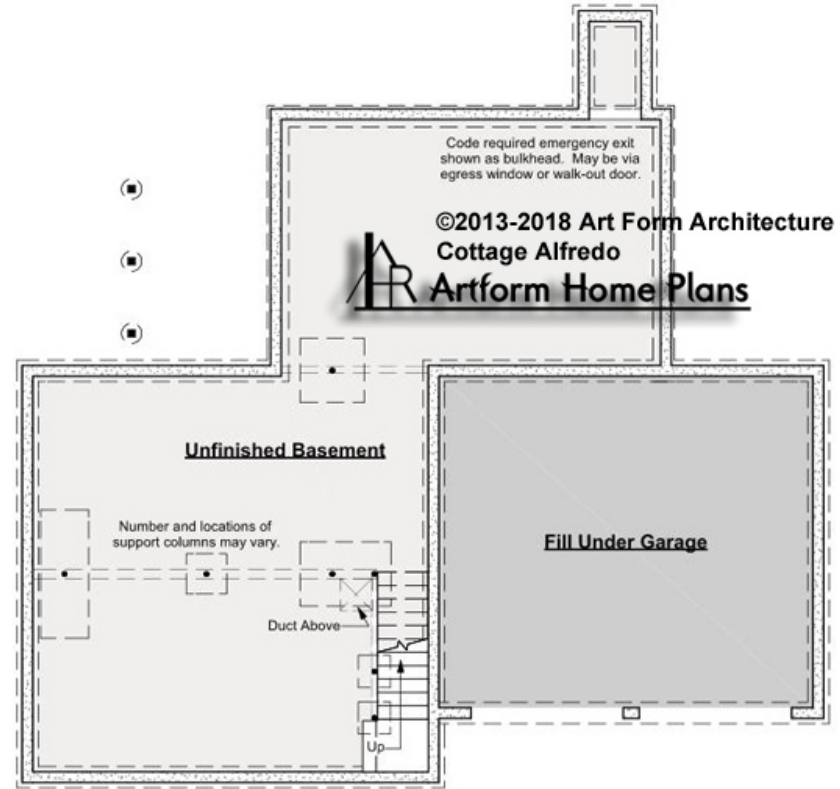 Code required emergency exit
shown as bulkhead. May be via
egress window or walk-out door.
©2013-2018 Art Form Architecture
Cottage Alfredo
AFR
Artform Home Plans
Unfinished Basement
Number and locations of
support columns may vary.
Fill Under Garage
Duct Above
Up